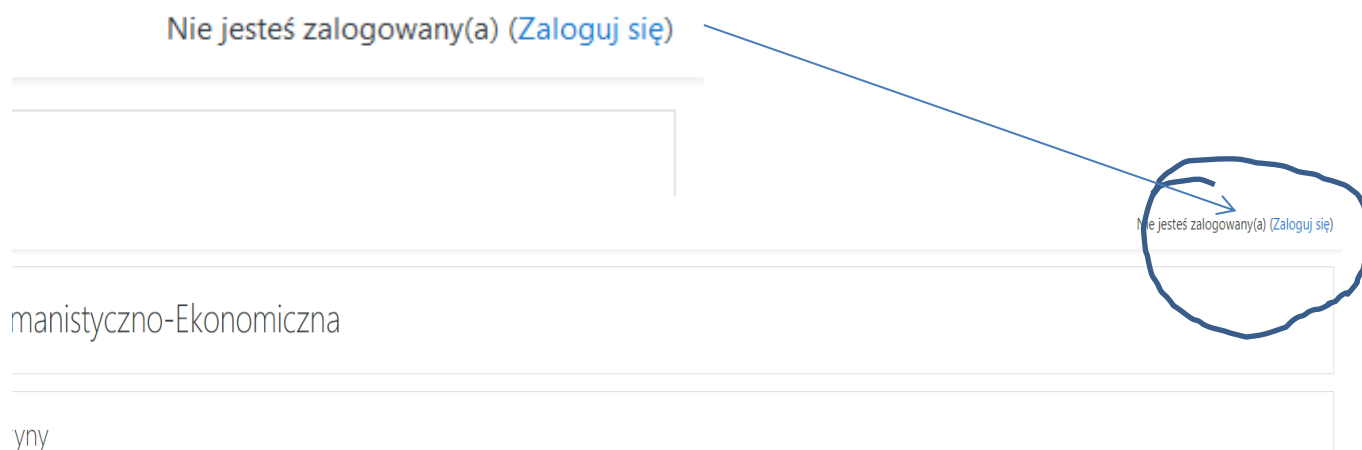 Nie jesteś zalogowany(a) (Zaloguj się)
Nie jesteś zalogowany(a) (Zaloguj się)
manistyczno-Ekonomiczna
yny